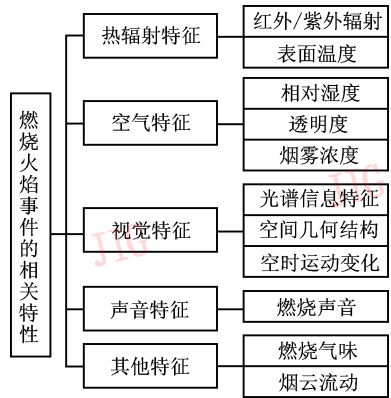 燃烧火焰事件的相关特性
热辐射特征
红外/紫外辐射
表面温度
空气特征
相对湿度
透明度
烟雾浓度
视觉特征
光谱信息特征
空间几何结构
空时运动变化
声音特征
燃烧声音
其他特征
燃烧气味
烟云流动
JIG
JIG